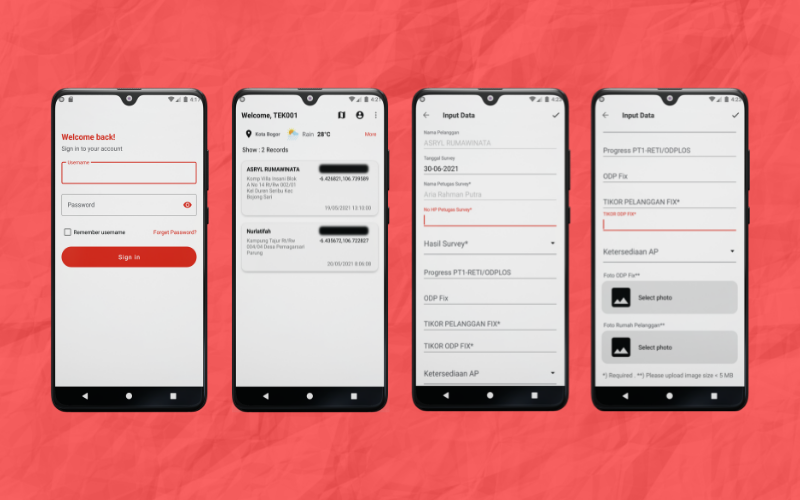 Welcome back!
Sign in to your account
Username
Password
Remember username
Forget Password?
Sign in
Welcome, TEK001
Kota Bogor
Rain
28°C
More
Show : 2 Records
ASRYL RUMAWINATA
Komp Villa Insani Blok
A No 14 Rt/Rw 002/01
Kel Duren Seribu Kec
Bojong Sari
-6.426821,106.729589
19/05/2021 13:10:00
Nurlatifah
Kampung Tajur Rt/Rw
004/04 Desa Pemagarsari
Parung
-6.435672,106.722827
20/05/2021 8:06:00
Input Data
Nama Pelanggan
ASRYL RUMAWINATA
Tanggal Survey
30-06-2021
Nama Petugas Survey*
Aria Rahman Putra
No HP Petugas Survey*
Hasil Survey*
Progress PT1-RETI/ODPLOS
ODP Fix
TIKOR PELANGGAN FIX*
TIKOR ODP FIX*
Ketersediaan AP
Input Data
Progress PT1-RETI/ODPLOS
ODP Fix
TIKOR PELANGGAN FIX*
TIKOR ODP FIX*
Ketersediaan AP
Foto ODP Fix**
Select photo
Foto Rumah Pelanggan**
Select photo
*) Required . **) Please upload image size < 5 MB